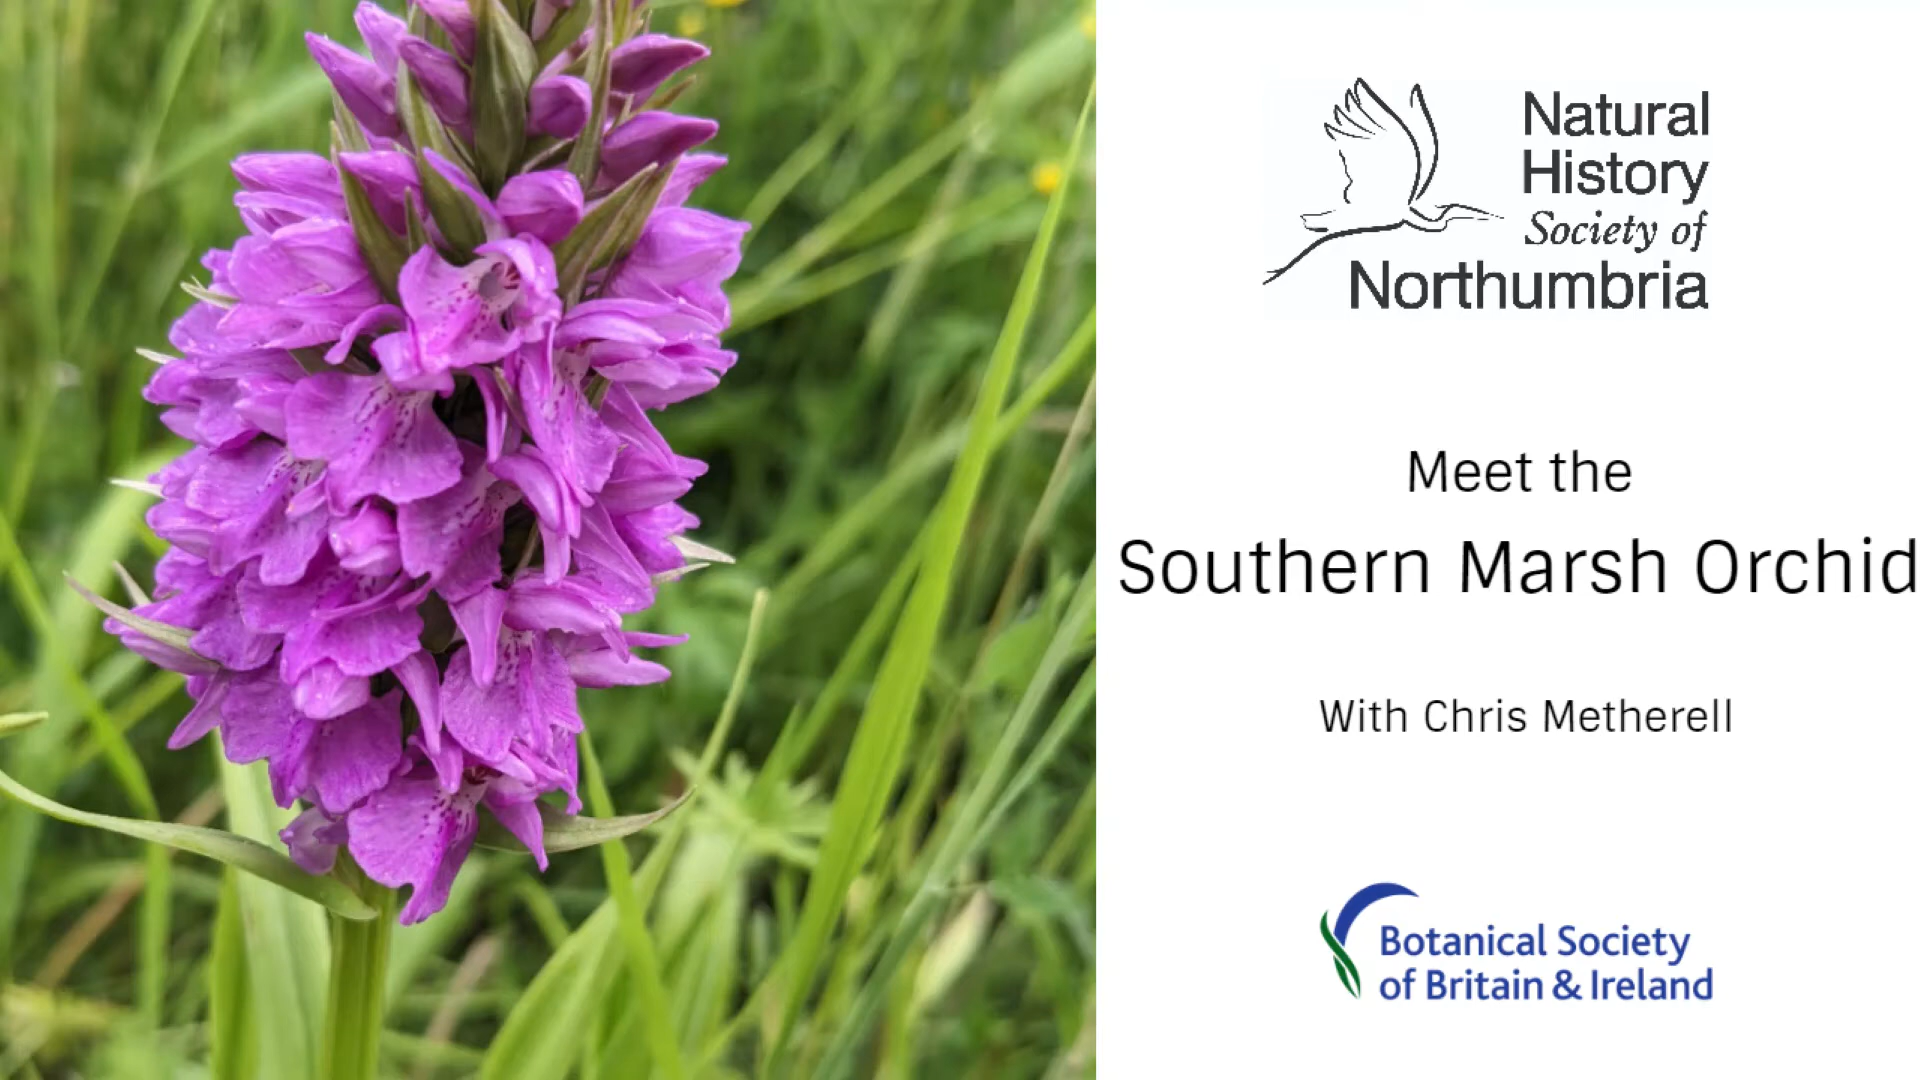 Natural
History
Society of
Northumbria
Meet the
Southern Marsh Orchid
With Chris Metherell
Botanical Society
of Britain & Ireland